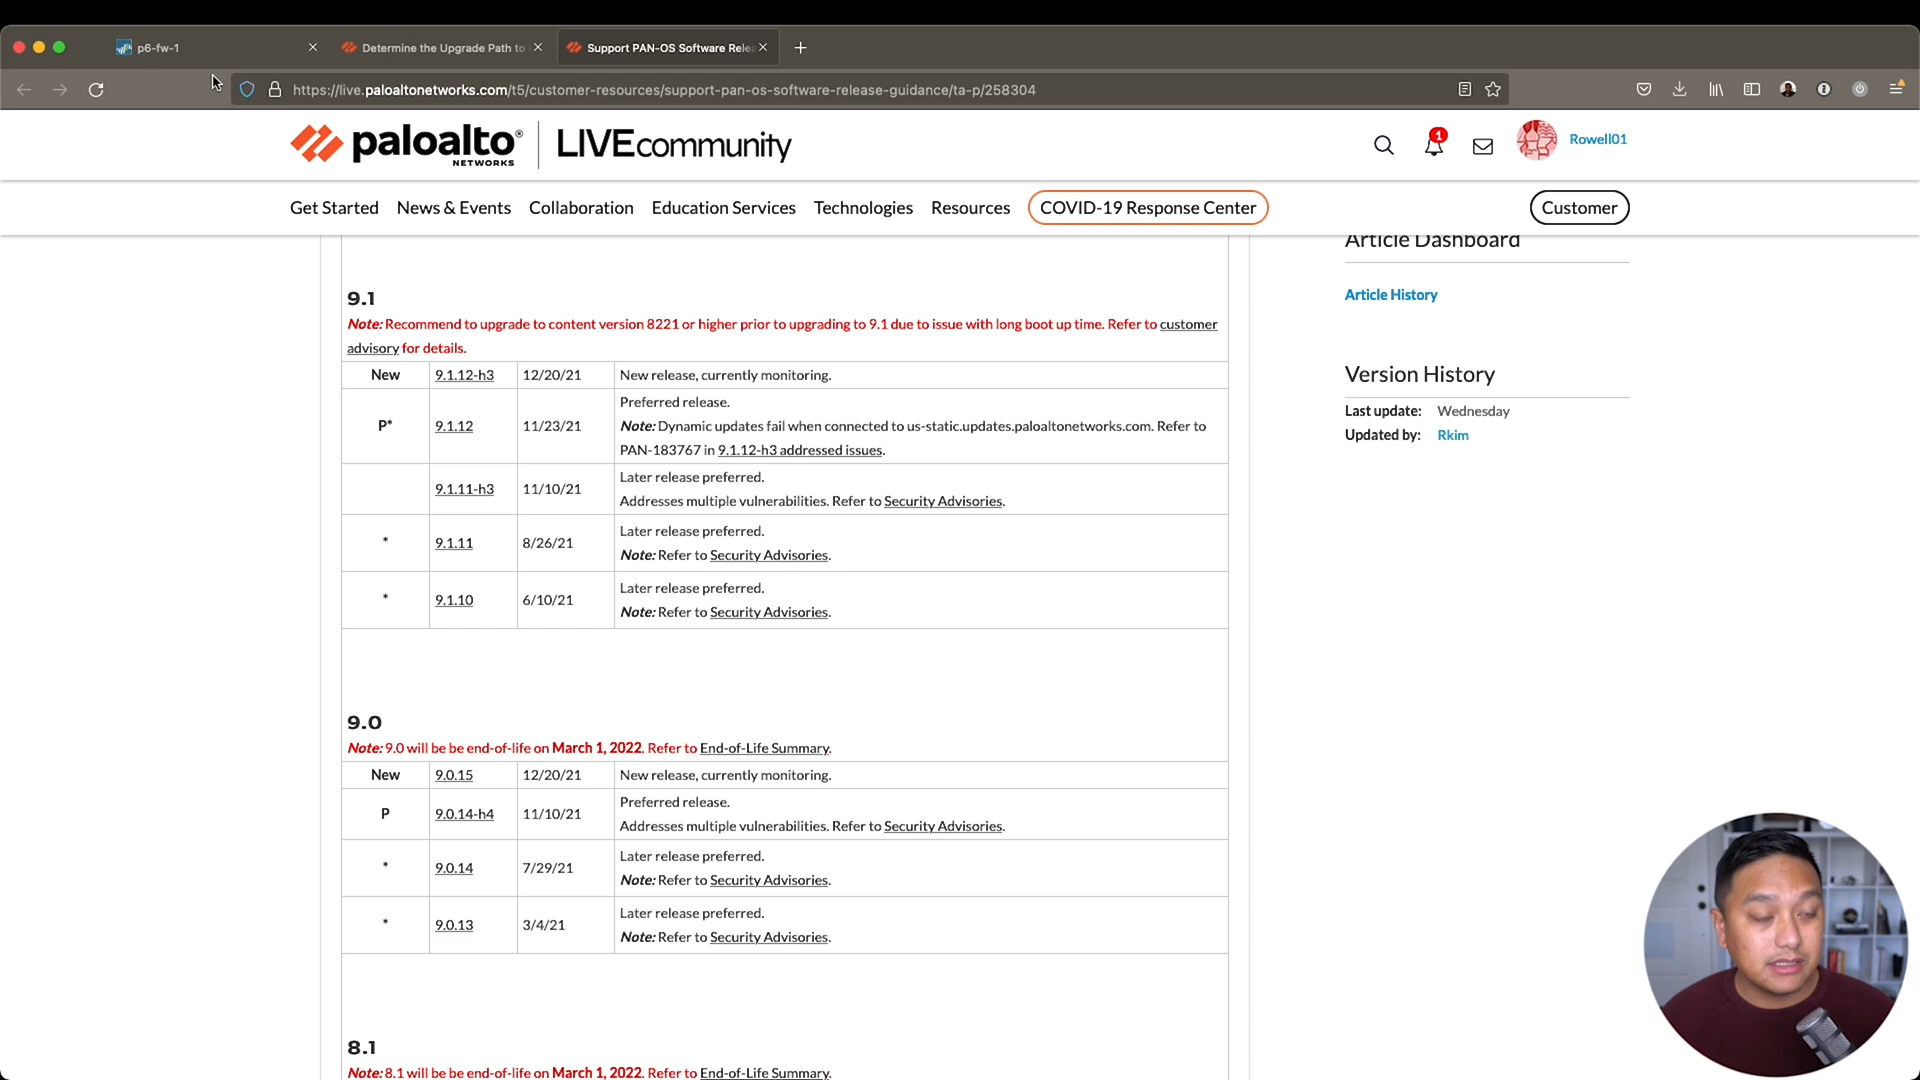 p6-fw-1
Determine the Upgrade Path to
Support PAN-OS Software Rele
https://live.paloaltonetworks.com/t5/customer-resources/support-pan-os-software-release-guidance/ta-p/258304
paloalto®
NETWORKS
LIVEcommunity
1
Rowell01
Get Started
News & Events
Collaboration
Education Services
Technologies
Resources
COVID-19 Response Center
Customer
Article Dashboard
Article History
Version History
Last update: Wednesday
Updated by: Rkim
9.1
Note: Recommend to upgrade to content version 8221 or higher prior to upgrading to 9.1 due to issue with long boot up time. Refer to customer
advisory for details.
New 9.1.12-h3 12/20/21 New release, currently monitoring.
P* 9.1.12 11/23/21 Preferred release.
Note: Dynamic updates fail when connected to us-static.updates.paloaltonetworks.com. Refer to
PAN-183767 in 9.1.12-h3 addressed issues.
9.1.11-h3 11/10/21 Later release preferred.
Addresses multiple vulnerabilities. Refer to Security Advisories.
* 9.1.11 8/26/21 Later release preferred.
Note: Refer to Security Advisories.
* 9.1.10 6/10/21 Later release preferred.
Note: Refer to Security Advisories.
9.0
Note: 9.0 will be be end-of-life on March 1, 2022. Refer to End-of-Life Summary.
New 9.0.15 12/20/21 New release, currently monitoring.
P 9.0.14-h4 11/10/21 Preferred release.
Addresses multiple vulnerabilities. Refer to Security Advisories.
* 9.0.14 7/29/21 Later release preferred.
Note: Refer to Security Advisories.
* 9.0.13 3/4/21 Later release preferred.
Note: Refer to Security Advisories.
8.1
Note: 8.1 will be be end-of-life on March 1, 2022. Refer to End-of-Life Summary.